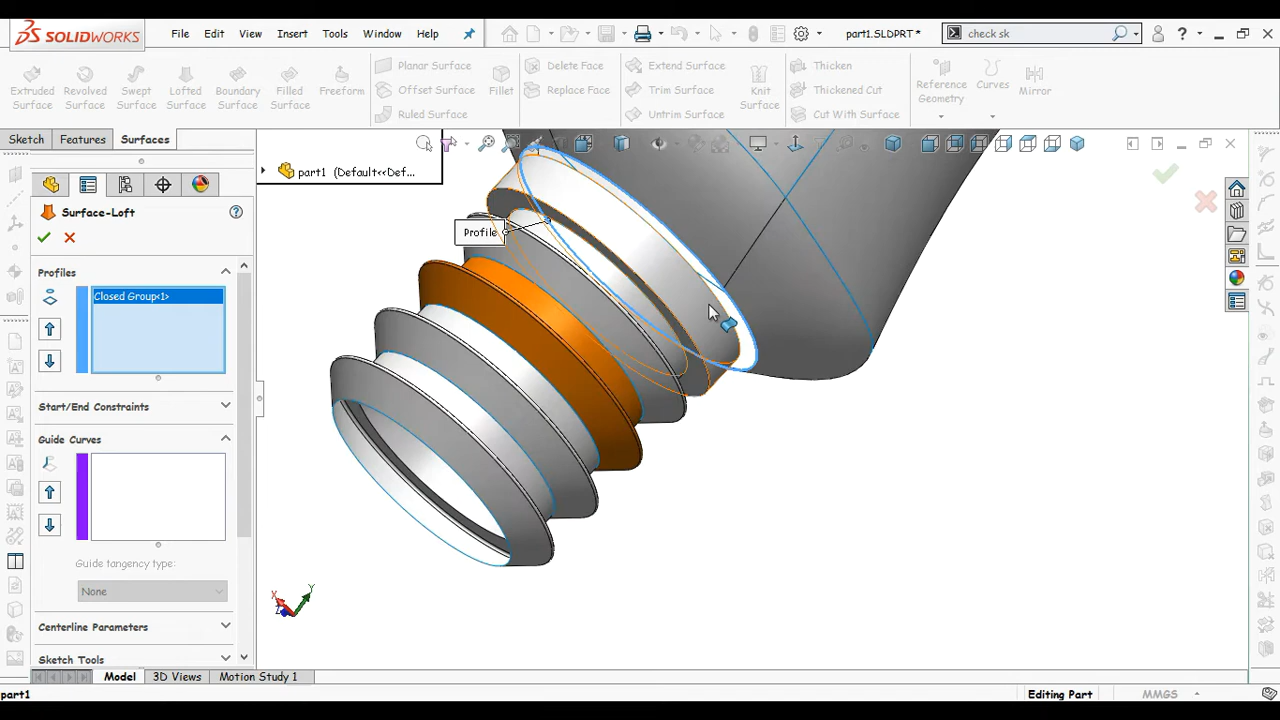 SOLIDWORKS
File Edit View Insert Tools Window Help
part1.SLDPRT *
check sk
Extruded Surface
Revolved Surface
Swept Surface
Lofted Surface
Boundary Surface
Filled Surface
Freeform
Planar Surface
Offset Surface
Ruled Surface
Fillet
Delete Face
Replace Face
Extend Surface
Trim Surface
Untrim Surface
Knit Surface
Thicken
Thickened Cut
Cut With Surface
Reference Geometry
Curves
Mirror
Sketch Features Surfaces
part1 (Default<<Def...
Surface-Loft
Profiles
Closed Group<1>
Start/End Constraints
Guide Curves
Guide tangency type:
None
Centerline Parameters
Sketch Tools
Profile
X
Y
Z
Model 3D Views Motion Study 1
part1
Editing Part
MMGS